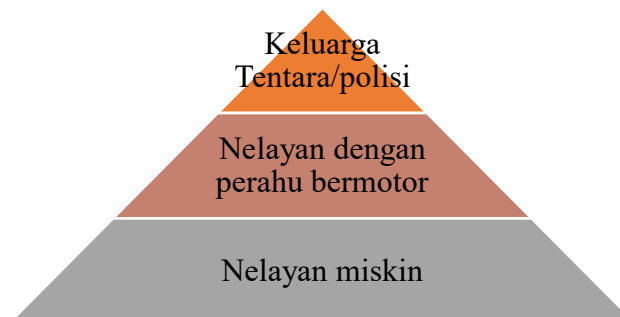 Keluarga
Tentara/polisi
Nelayan dengan
perahu bermotor
Nelayan miskin